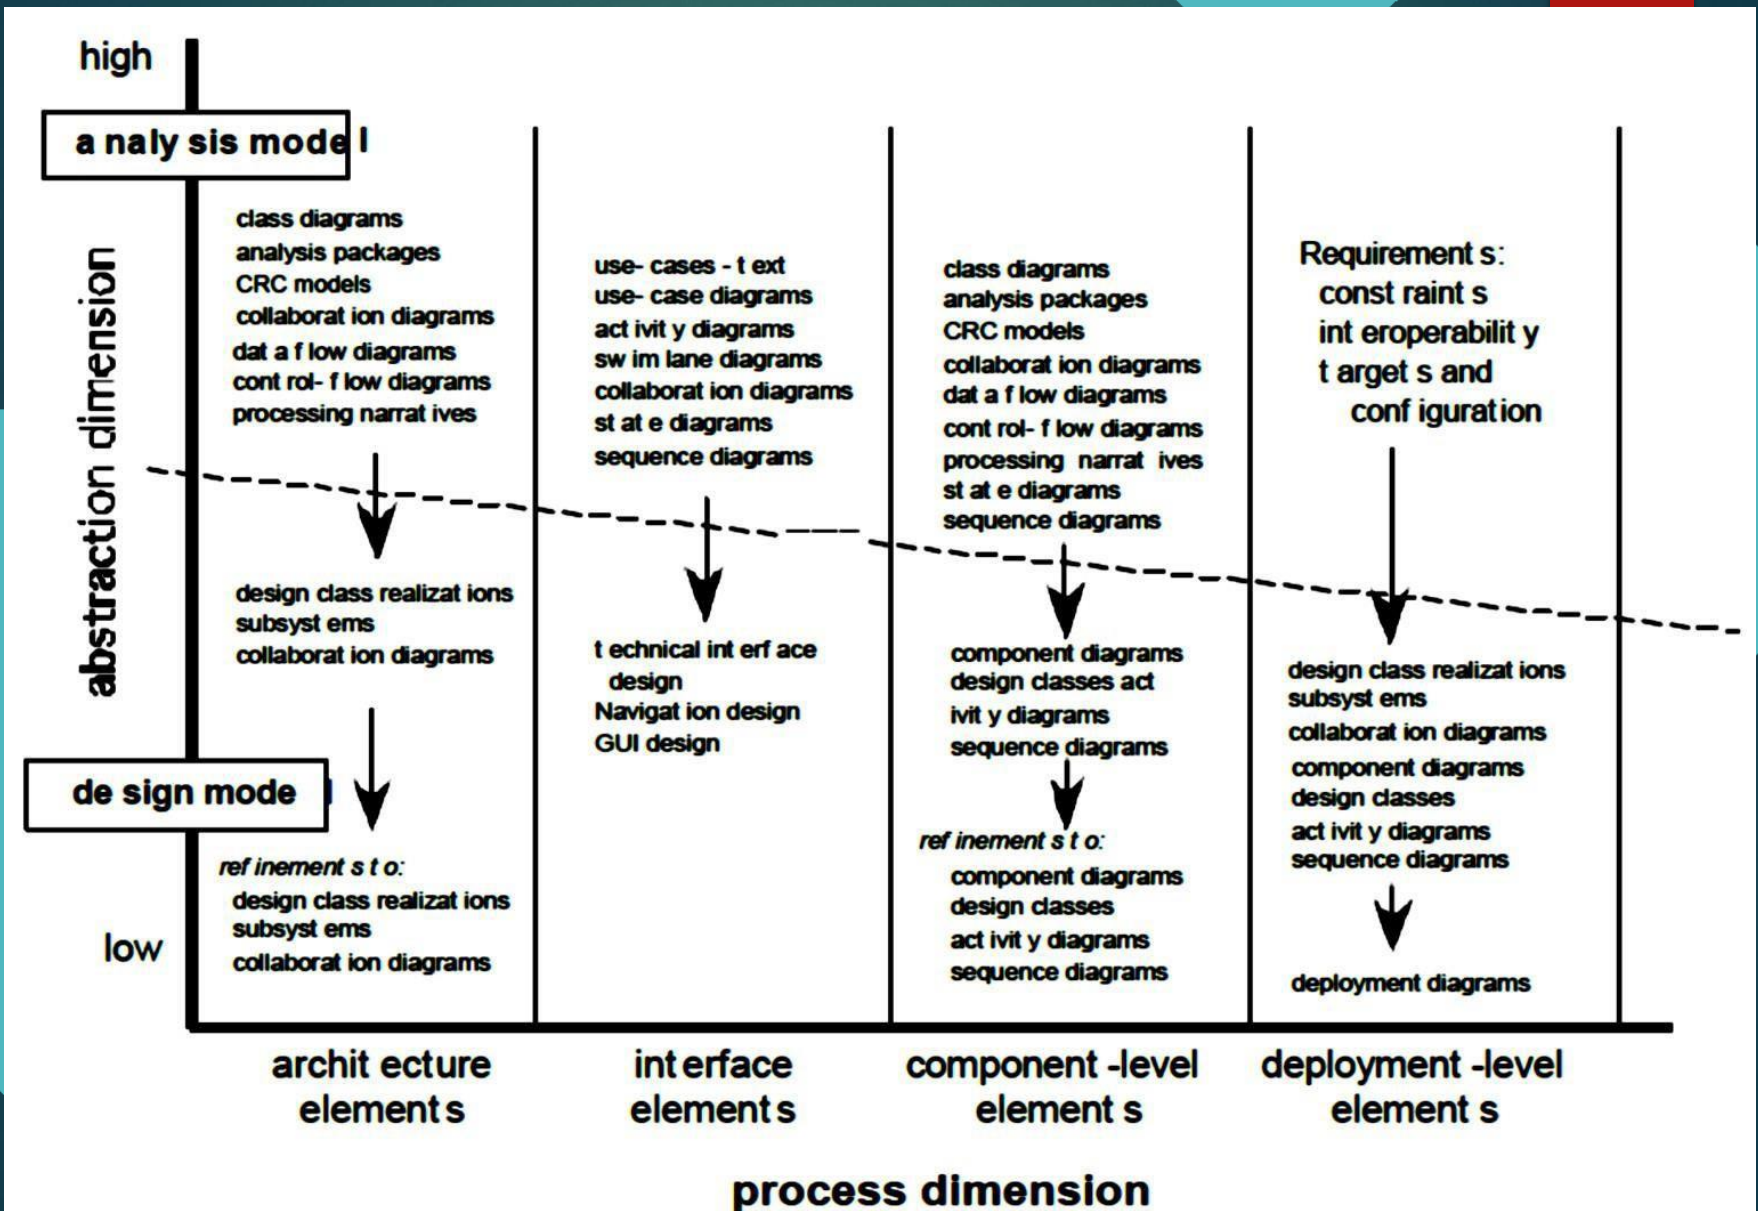 high
a naly sis mode l
abstraction dimension
de sign mode l
low
class diagrams
analysis packages
CRC models
collaborat ion diagrams
dat a f low diagrams
cont rol- f low diagrams
processing narrat ives
design class realizat ions
subsyst ems
collaborat ion diagrams
ref inement s t o:
design class realizat ions
subsyst ems
collaborat ion diagrams
use- cases - t ext
use- case diagrams
act ivit y diagrams
sw im lane diagrams
collaborat ion diagrams
st at e diagrams
sequence diagrams
t echnical int erf ace
design
Navigat ion design
GUI design
class diagrams
analysis packages
CRC models
collaborat ion diagrams
dat a f low diagrams
cont rol- f low diagrams
processing narrat ives
st at e diagrams
sequence diagrams
component diagrams
design classes act
ivit y diagrams
sequence diagrams
ref inement s t o:
component diagrams
design classes
act ivit y diagrams
sequence diagrams
Requirement s:
const raint s
int eroperabilit y
t arget s and
conf iguration
design class realizat ions
subsyst ems
collaborat ion diagrams
component diagrams
design classes
act ivit y diagrams
sequence diagrams
deployment diagrams
archit ecture
element s
int erface
element s
component -level
element s
deployment -level
element s
process dimension